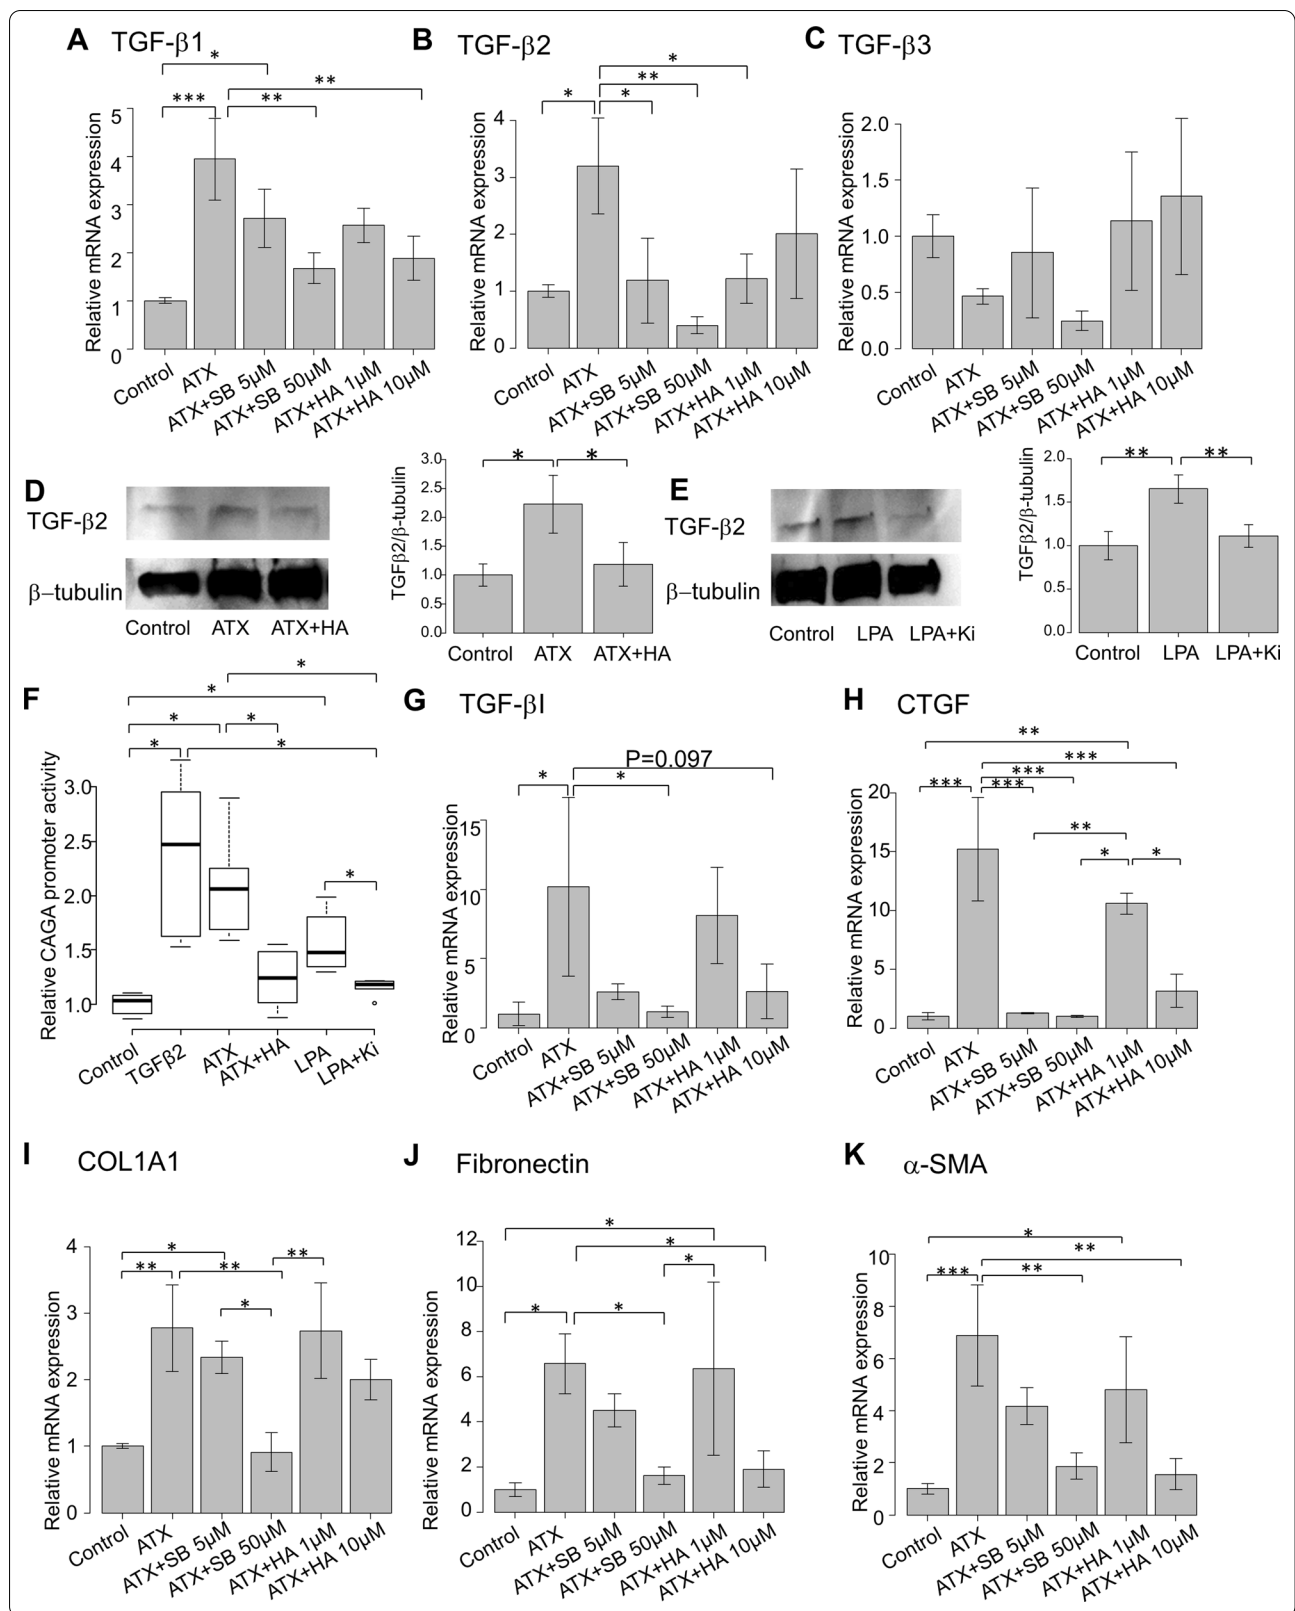 A TGF-β1
*
**
*** **
Relative mRNA expression
5
4
3
2
1
0
Control
ATX
ATX+SB 5μM
ATX+SB 50μM
ATX+HA 1μM
ATX+HA 10μM
B TGF-β2
*
**
* *
Relative mRNA expression
4
3
2
1
0
Control
ATX
ATX+SB 5μM
ATX+SB 50μM
ATX+HA 1μM
ATX+HA 10μM
C TGF-β3
Relative mRNA expression
2.0
1.5
1.0
0.5
0.0
Control
ATX
ATX+SB 5μM
ATX+SB 50μM
ATX+HA 1μM
ATX+HA 10μM
D
TGF-β2
β–tubulin
Control ATX ATX+HA
* *
TGFβ2/β-tubulin
3.0
2.5
2.0
1.5
1.0
0.5
0.0
Control ATX ATX+HA
E
TGF-β2
β–tubulin
Control LPA LPA+Ki
** **
TGFβ2/β-tubulin
2.0
1.5
1.0
0.5
0.0
Control LPA LPA+Ki
F
*
*
* *
* *
*
Relative CAGA promoter activity
3.0
2.5
2.0
1.5
1.0
Control
TGFβ2
ATX
ATX+HA
LPA
LPA+Ki
G TGF-βI
P=0.097
* *
Relative mRNA expression
15
10
5
0
Control
ATX
ATX+SB 5μM
ATX+SB 50μM
ATX+HA 1μM
ATX+HA 10μM
H CTGF
**
***
***
*** ***
**
* *
Relative mRNA expression
20
15
10
5
0
Control
ATX
ATX+SB 5μM
ATX+SB 50μM
ATX+HA 1μM
ATX+HA 10μM
I COL1A1
* **
** **
*
Relative mRNA expression
4
3
2
1
0
Control
ATX
ATX+SB 5μM
ATX+SB 50μM
ATX+HA 1μM
ATX+HA 10μM
J Fibronectin
*
*
*
* *
Relative mRNA expression
12
10
8
6
4
2
0
Control
ATX
ATX+SB 5μM
ATX+SB 50μM
ATX+HA 1μM
ATX+HA 10μM
K α-SMA
*
**
*** **
Relative mRNA expression
10
8
6
4
2
0
Control
ATX
ATX+SB 5μM
ATX+SB 50μM
ATX+HA 1μM
ATX+HA 10μM